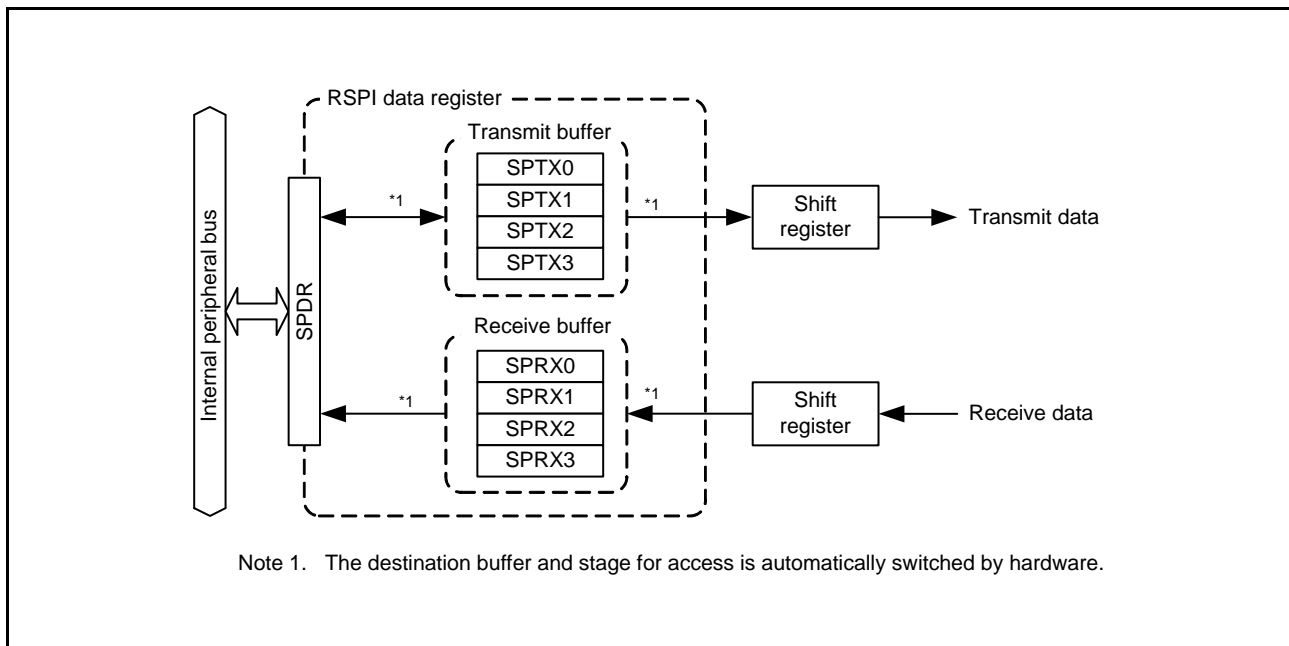 RSPI data register
Transmit buffer
SPTX0
SPTX1
SPTX2
SPTX3
*1
*1
Shift
register
Transmit data
Internal peripheral bus
SPDR
Receive buffer
SPRX0
SPRX1
SPRX2
SPRX3
*1
*1
Shift
register
Receive data
Note 1. The destination buffer and stage for access is automatically switched by hardware.